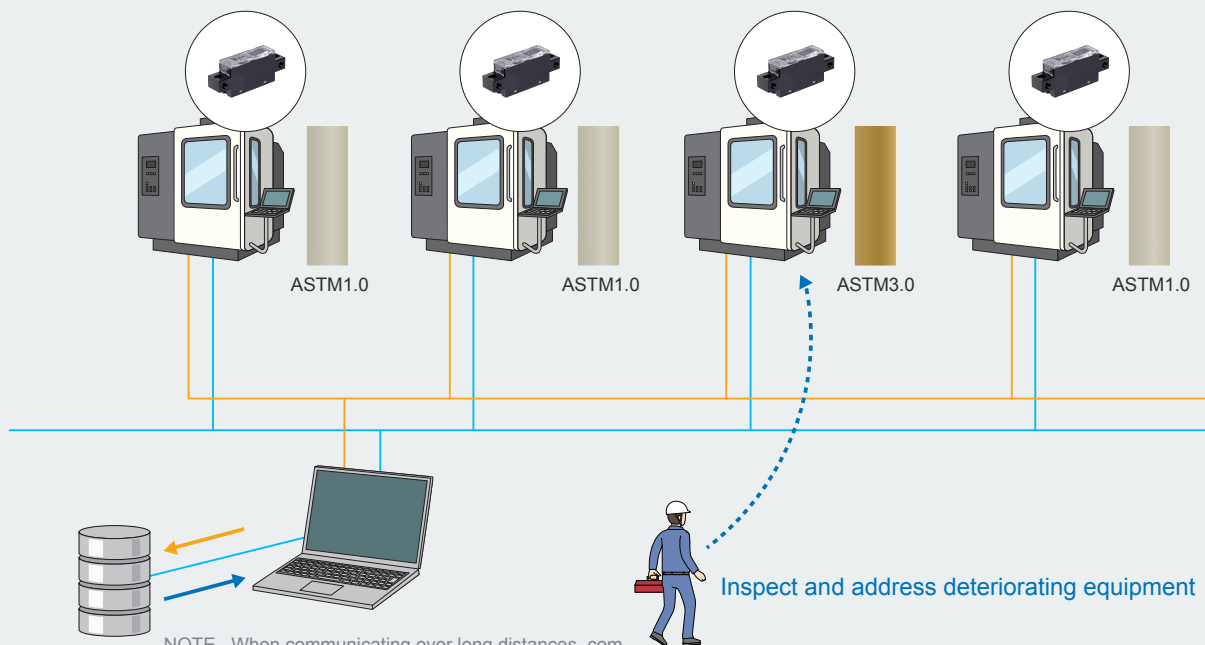 ASTM1.0
ASTM1.0
ASTM3.0
ASTM1.0
Inspect and address deteriorating equipment
NOTE When communicating over long distances, com